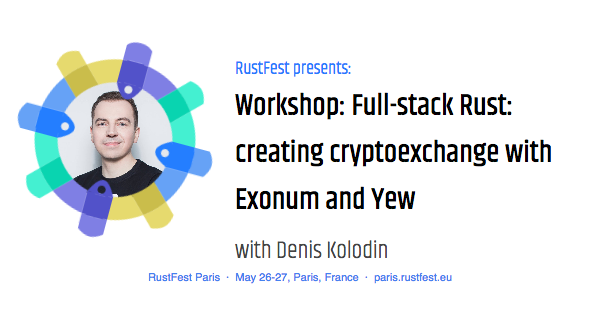 RustFest presents:
Workshop: Full-stack Rust:
creating cryptoexchange with
Exonum and Yew
with Denis Kolodin
RustFest Paris · May 26-27, Paris, France · paris.rustfest.eu